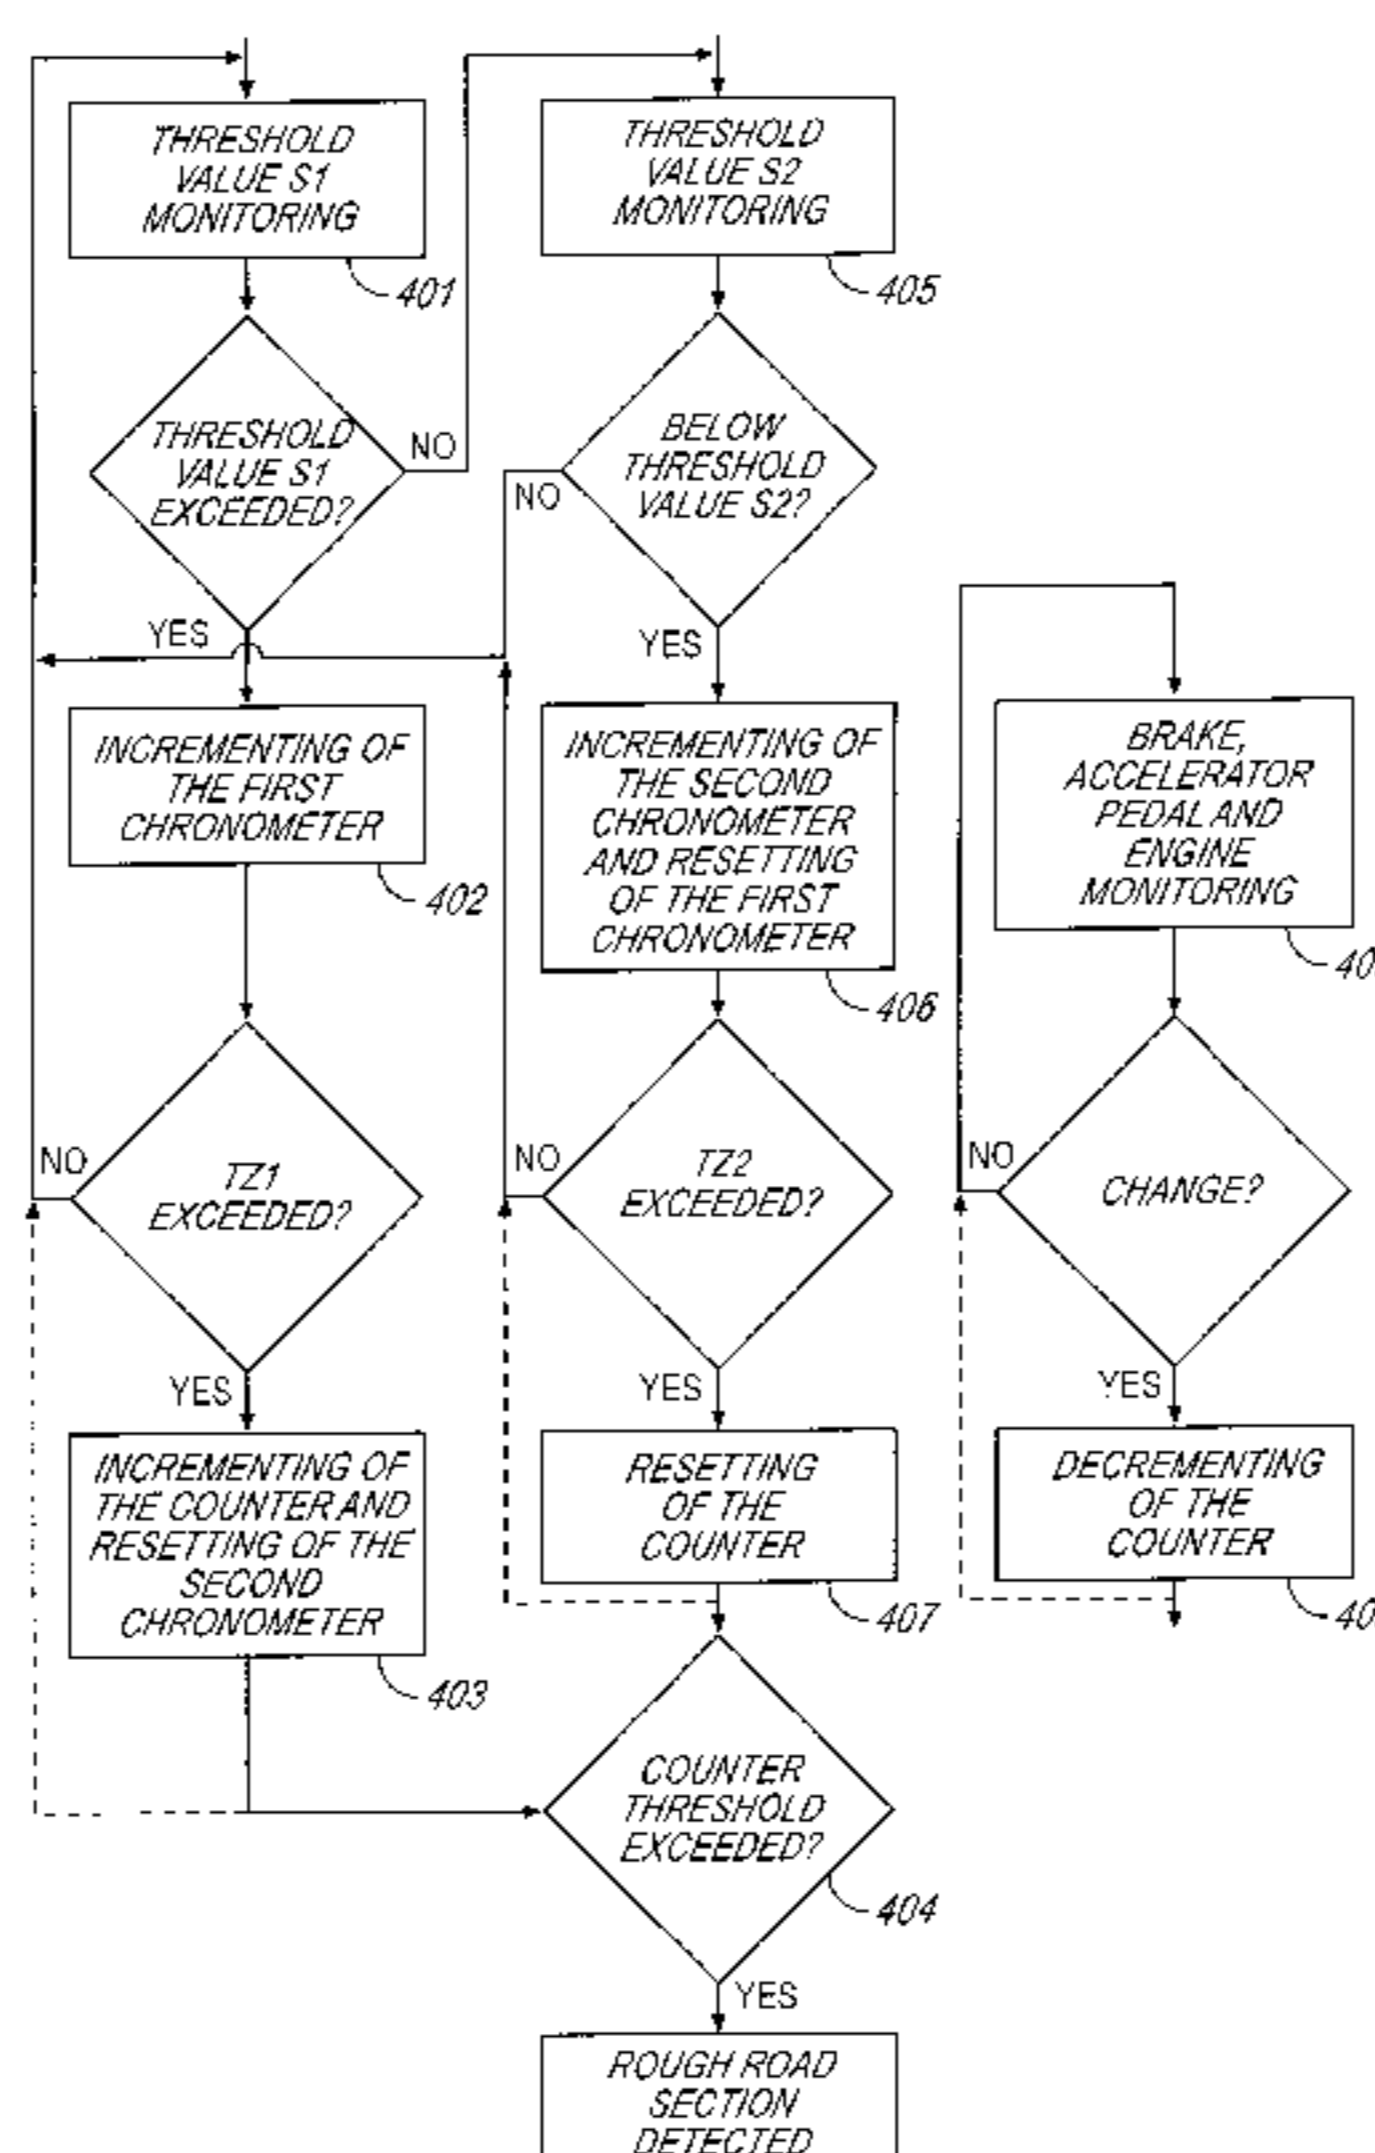 THRESHOLD
VALUE S1
MONITORING
401
THRESHOLD
VALUE S1
EXCEEDED?
NO
YES
INCREMENTING OF
THE FIRST
CHRONOMETER
402
TZ1
EXCEEDED?
NO
YES
INCREMENTING OF
THE COUNTER AND
RESETTING OF THE
SECOND
CHRONOMETER
403
THRESHOLD
VALUE S2
MONITORING
405
BELOW
THRESHOLD
VALUE S2?
NO
YES
INCREMENTING OF
THE SECOND
CHRONOMETER
AND RESETTING
OF THE FIRST
CHRONOMETER
406
TZ2
EXCEEDED?
NO
YES
RESETTING
OF THE
COUNTER
407
COUNTER
THRESHOLD
EXCEEDED?
404
YES
ROUGH ROAD
SECTION
DETECTED
BRAKE,
ACCELERATOR
PEDAL AND
ENGINE
MONITORING
CHANGE?
NO
YES
DECREMENTING
OF THE
COUNTER